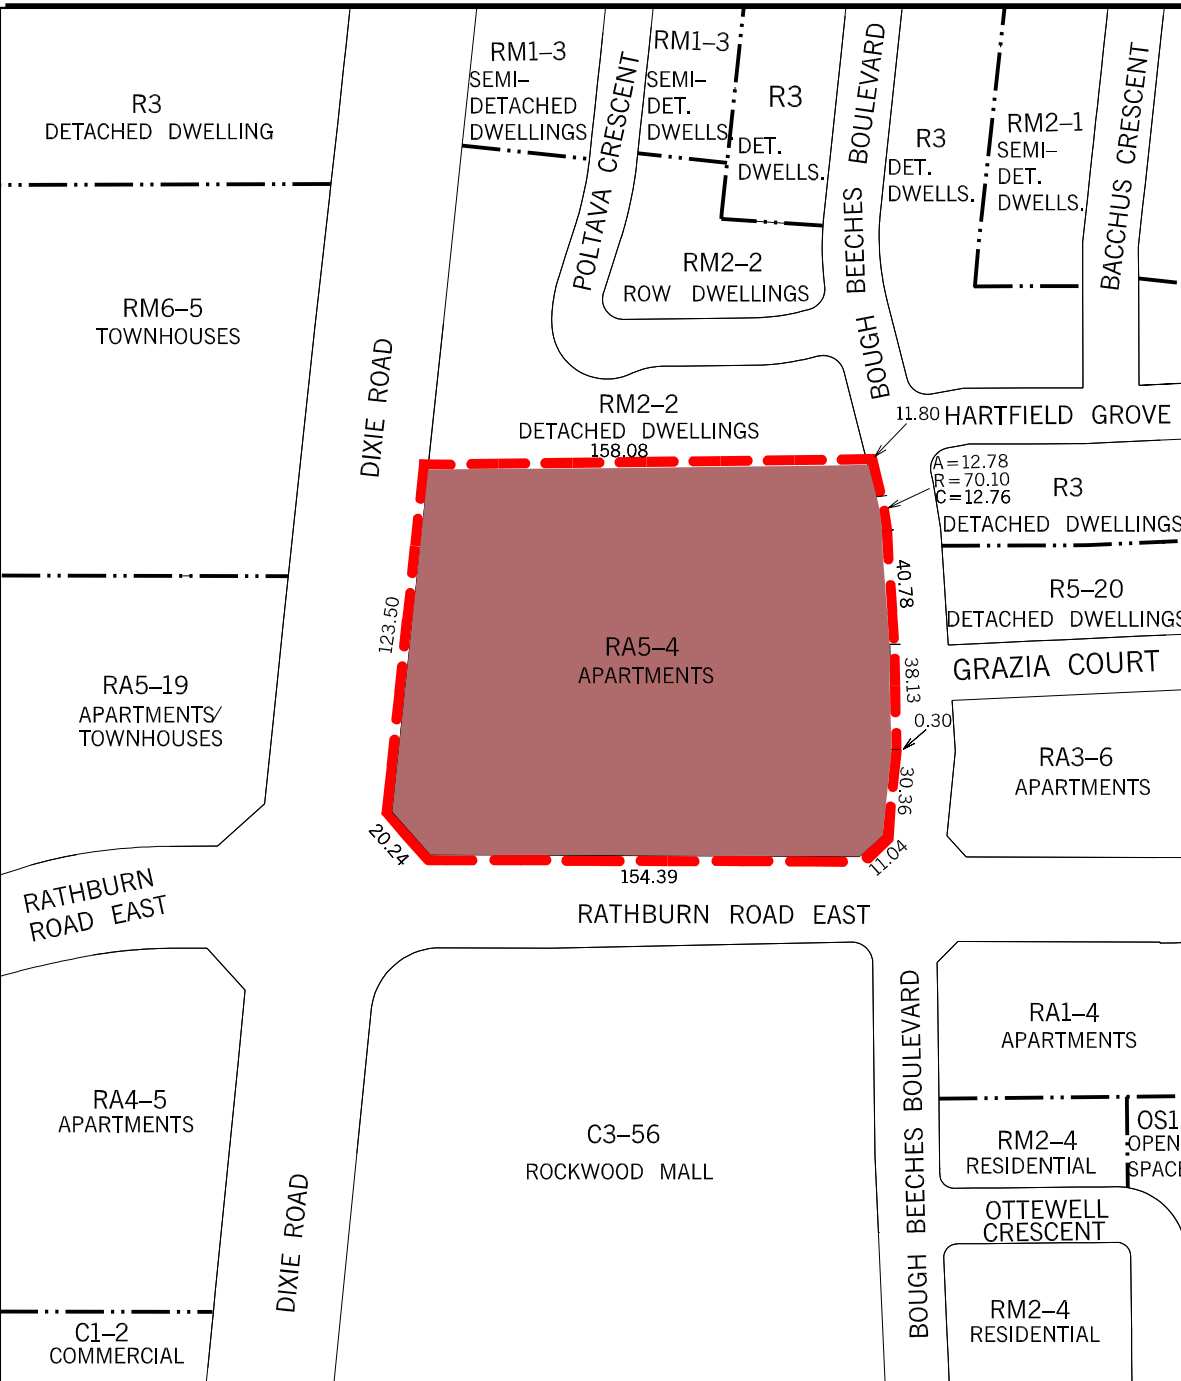 R3
DETACHED DWELLING
RM1–3
SEMI–
DETACHED
DWELLINGS
POLTAVA CRESCENT
RM1–3
SEMI–
DET.
DWELLS.
R3
DET.
DWELLS.
BOUGH BEECHES BOULEVARD
R3
DET.
DWELLS.
RM2–1
SEMI–
DET.
DWELLS.
BACCHUS CRESCENT
RM6–5
TOWNHOUSES
RM2–2
ROW DWELLINGS
DIXIE ROAD
RM2–2
DETACHED DWELLINGS
158.08
11.80
HARTFIELD GROVE
A=12.78
R=70.10
C=12.76
R3
DETACHED DWELLINGS
40.78
R5–20
DETACHED DWELLINGS
123.50
RA5–4
APARTMENTS
38.13
GRAZIA COURT
RA5–19
APARTMENTS/
TOWNHOUSES
0.30
30.36
RA3–6
APARTMENTS
20.24
154.39
11.04
RATHBURN
ROAD EAST
RATHBURN ROAD EAST
RA1–4
APARTMENTS
RA4–5
APARTMENTS
C3–56
ROCKWOOD MALL
BOUGH BEECHES BOULEVARD
RM2–4
RESIDENTIAL
OS1
OPEN
SPACE
OTTEWELL
CRESCENT
DIXIE ROAD
RM2–4
RESIDENTIAL
C1–2
COMMERCIAL